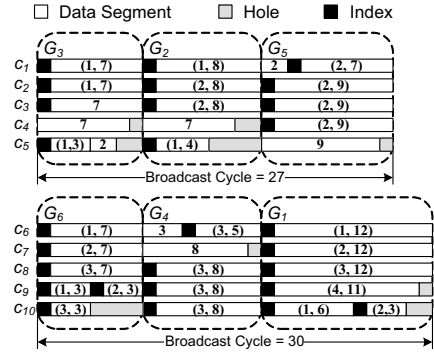 Data Segment Hole Index
G3 G2 G5
c1 (1, 7) (1, 8) 2 (2, 7)
c2 (1, 7) (2, 8) (2, 9)
c3 7 (2, 8) (2, 9)
c4 7 7 (2, 9)
c5 (1,3) 2 (1, 4) 9
Broadcast Cycle = 27
G6 G4 G1
c6 (1, 7) 3 (3, 5) (1, 12)
c7 (2, 7) 8 (2, 12)
c8 (3, 7) (3, 8) (3, 12)
c9 (1, 3) (2, 3) (3, 8) (4, 11)
c10 (3, 3) (3, 8) (1, 6) (2,3)
Broadcast Cycle = 30